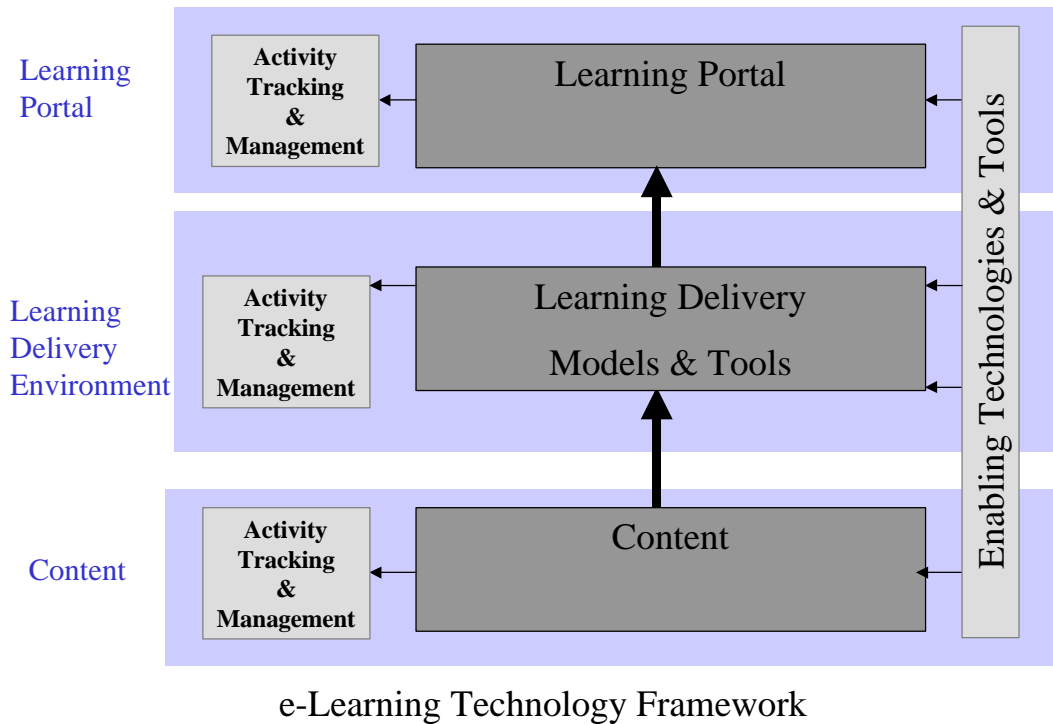 Learning
Portal
Activity
Tracking
&
Management
Learning Portal
Enabling Technologies & Tools
Learning
Delivery
Environment
Activity
Tracking
&
Management
Learning Delivery
Models & Tools
Content
Activity
Tracking
&
Management
Content
e-Learning Technology Framework